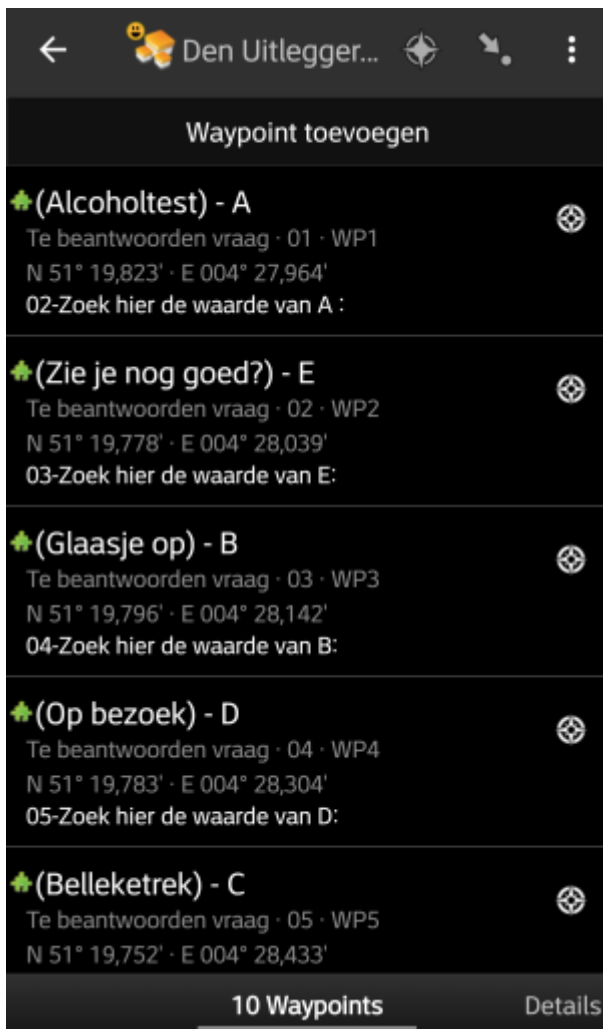 Den Uitlegger...
Waypoint toevoegen
(Alcoholtest) - A
Te beantwoorden vraag · 01 · WP1
N 51° 19,823' · E 004° 27,964'
02-Zoek hier de waarde van A :
(Zie je nog goed?) - E
Te beantwoorden vraag · 02 · WP2
N 51° 19,778' · E 004° 28,039'
03-Zoek hier de waarde van E:
(Glaasje op) - B
Te beantwoorden vraag · 03 · WP3
N 51° 19,796' · E 004° 28,142'
04-Zoek hier de waarde van B:
(Op bezoek) - D
Te beantwoorden vraag · 04 · WP4
N 51° 19,783' · E 004° 28,304'
05-Zoek hier de waarde van D:
(Belleketrek) - C
Te beantwoorden vraag · 05 · WP5
N 51° 19,752' · E 004° 28,433'
10 Waypoints Details